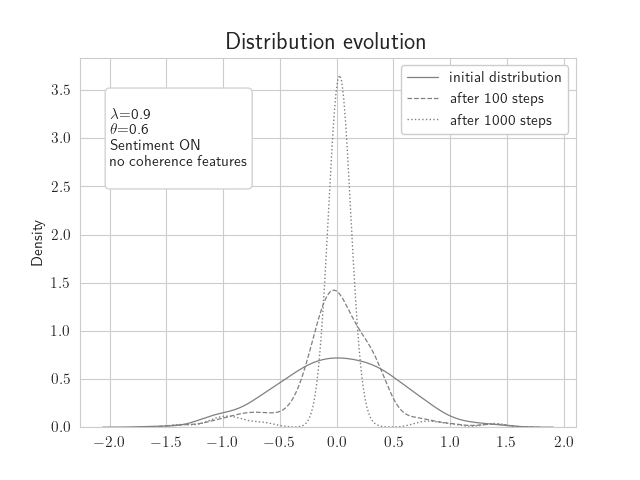 Distribution evolution
3.5
3.0
2.5
2.0
1.5
1.0
0.5
0.0
Density
λ=0.9
θ=0.6
Sentiment ON
no coherence features
initial distribution
after 100 steps
after 1000 steps
−2.0 −1.5 −1.0 −0.5 0.0 0.5 1.0 1.5 2.0